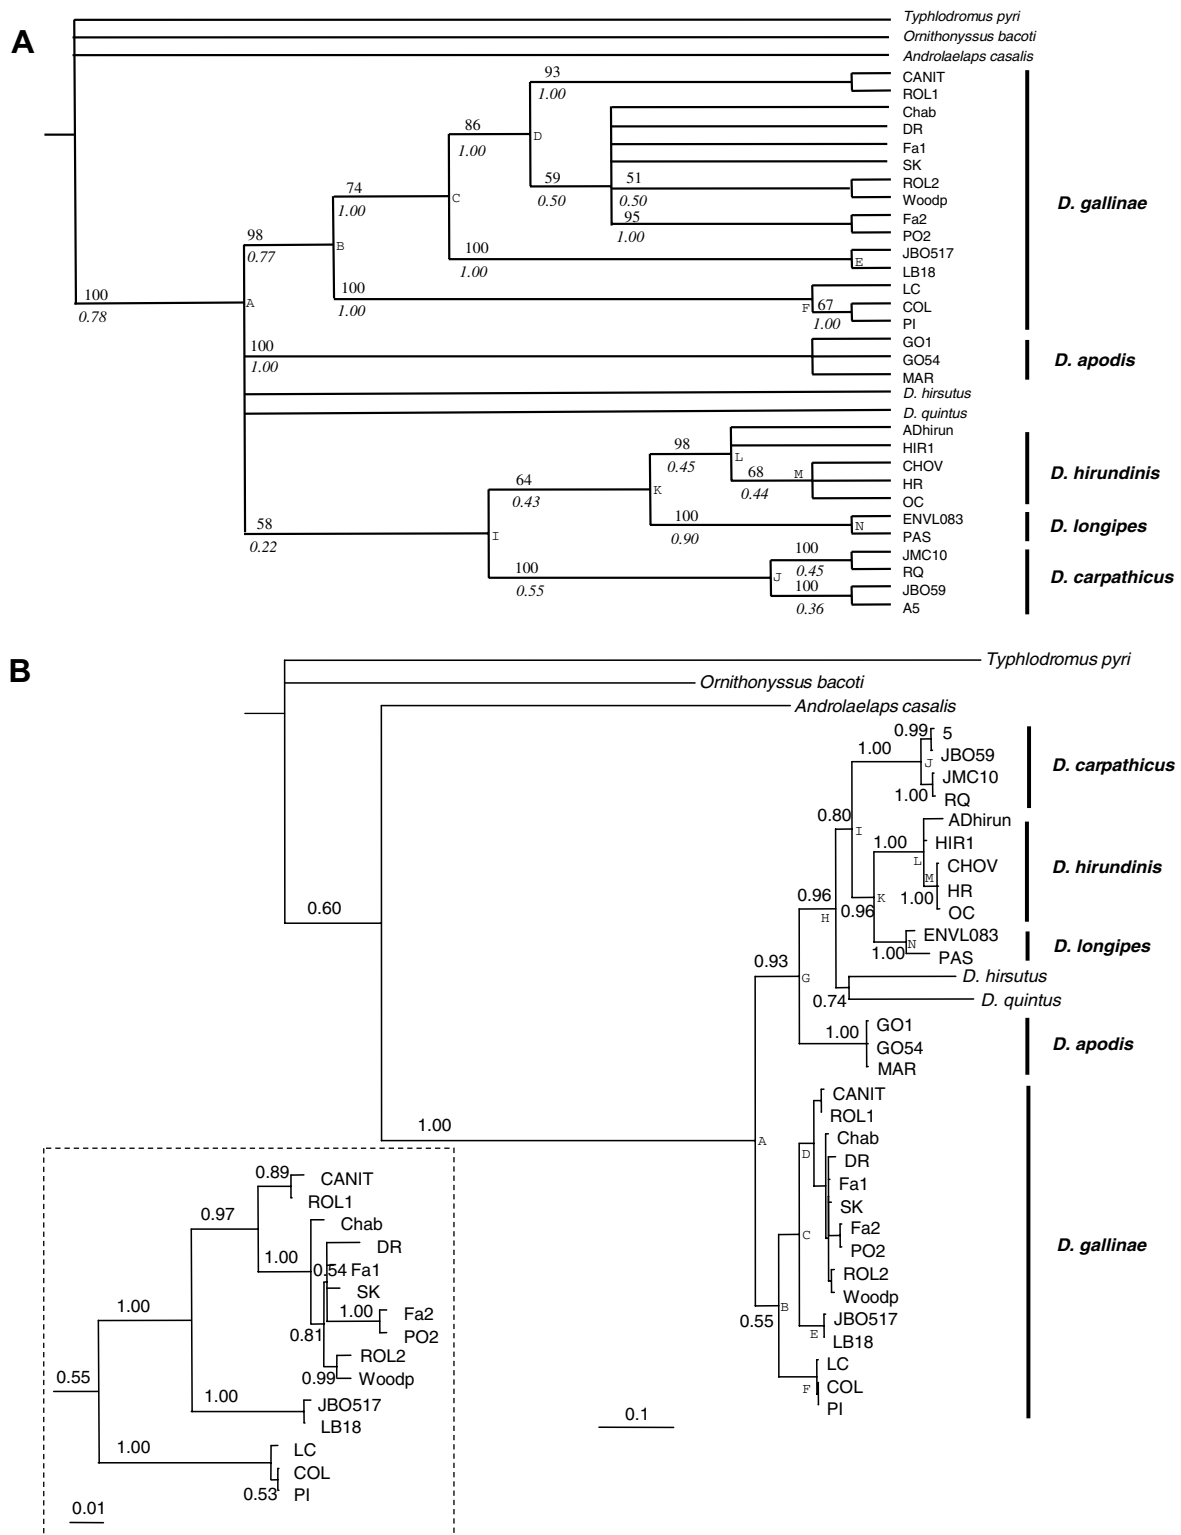 A
Typhlodromus pyri
Ornithonyssus bacoti
Androlaelaps casalis
93
CANIT
1.00
ROL1
Chab
86
D
DR
1.00
Fa1
SK
59
51
ROL2
74
C
0.50
0.50
Woodp
D. gallinae
1.00
95
Fa2
1.00
PO2
98
B
100
JBO517
0.77
1.00
E
LB18
100
LC
100
A
F
67
COL
0.78
1.00
1.00
PI
100
GO1
1.00
GO54
D. apodis
MAR
D. hirsutus
D. quintus
ADhirun
98
HIR1
0.45
L
CHOV
D. hirundinis
64
68
M
HR
0.43
K
0.44
OC
58
100
N
ENVL083
D. longipes
0.22
I
0.90
PAS
100
JMC10
100
0.45
RQ
D. carpathicus
0.55
J
100
JBO59
0.36
A5
B
Typhlodromus pyri
Ornithonyssus bacoti
Androlaelaps casalis
0.99
5
1.00
J
JBO59
D. carpathicus
JMC10
1.00
RQ
0.80
I
ADhirun
1.00
HIR1
L
CHOV
D. hirundinis
M
0.96
K
1.00
HR
0.60
H
0.96
OC
ENVL083
N
D. longipes
1.00
PAS
0.93
G
D. hirsutus
0.74
D. quintus
1.00
GO1
GO54
D. apodis
MAR
CANIT
ROL1
1.00
A
Chab
D
DR
Fa1
SK
Fa2
C
PO2
D. gallinae
ROL2
Woodp
B
0.55
JBO517
E
LB18
LC
F
COL
PI
0.1
0.89
CANIT
ROL1
0.97
Chab
DR
1.00
0.54
Fa1
SK
1.00
1.00
Fa2
0.81
PO2
ROL2
0.55
0.99
Woodp
1.00
JBO517
LB18
1.00
LC
COL
0.53
PI
0.01